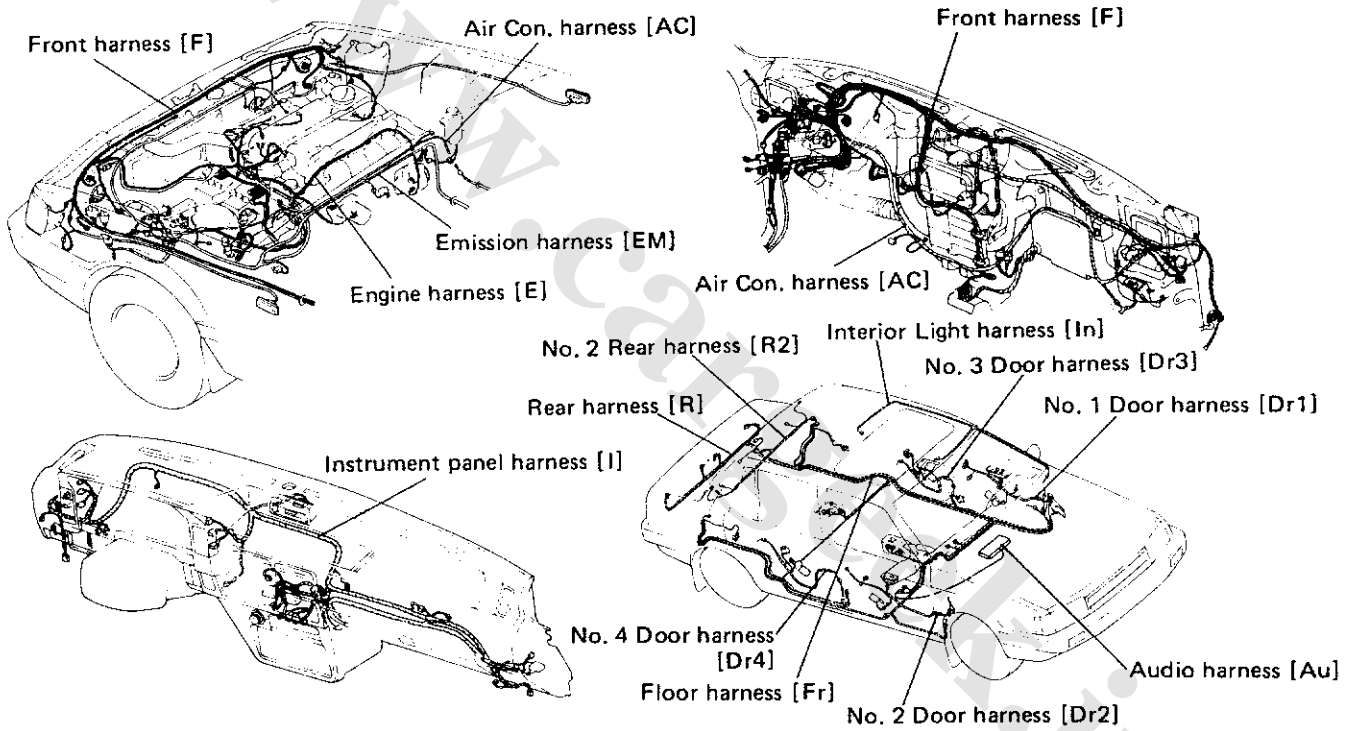 Front harness [F]
Air Con. harness [AC]
Emission harness [EM]
Engine harness [E]
Front harness [F]
Air Con. harness [AC]
Interior Light harness [In]
No. 2 Rear harness [R2]
No. 3 Door harness [Dr3]
Rear harness [R]
No. 1 Door harness [Dr1]
Instrument panel harness [I]
No. 4 Door harness
[Dr4]
Floor harness [Fr]
Audio harness [Au]
No. 2 Door harness [Dr2]
www.carseek.